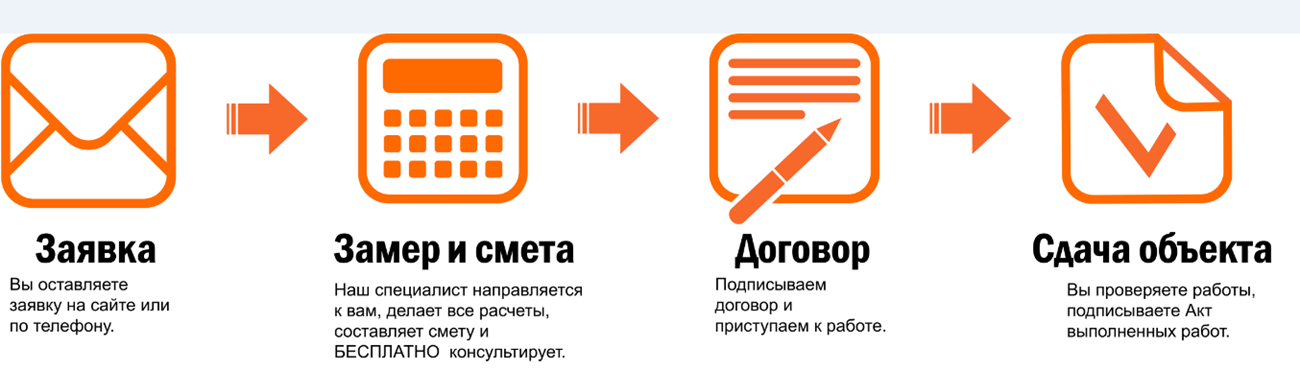 Заявка
Вы оставляете
заявку на сайте или
по телефону.
Замер и смета
Наш специалист направляется
к вам, делает все расчеты,
составляет смету и
БЕСПЛАТНО консультирует.
Договор
Подписываем
договор и
приступаем к работе.
Сдача объекта
Вы проверяете работы,
подписываете Акт
выполненных работ.